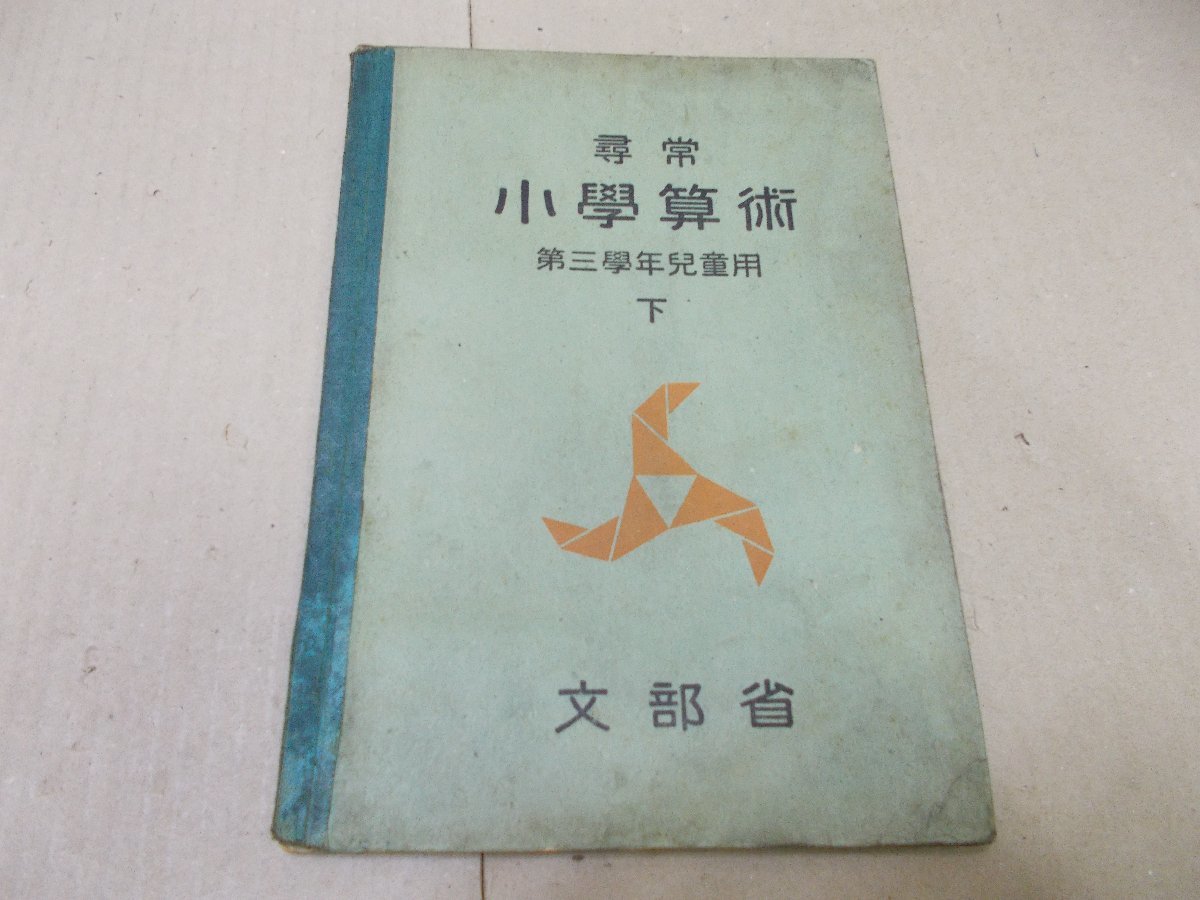 尋常
小學算術
第三學年兒童用
下
文部省